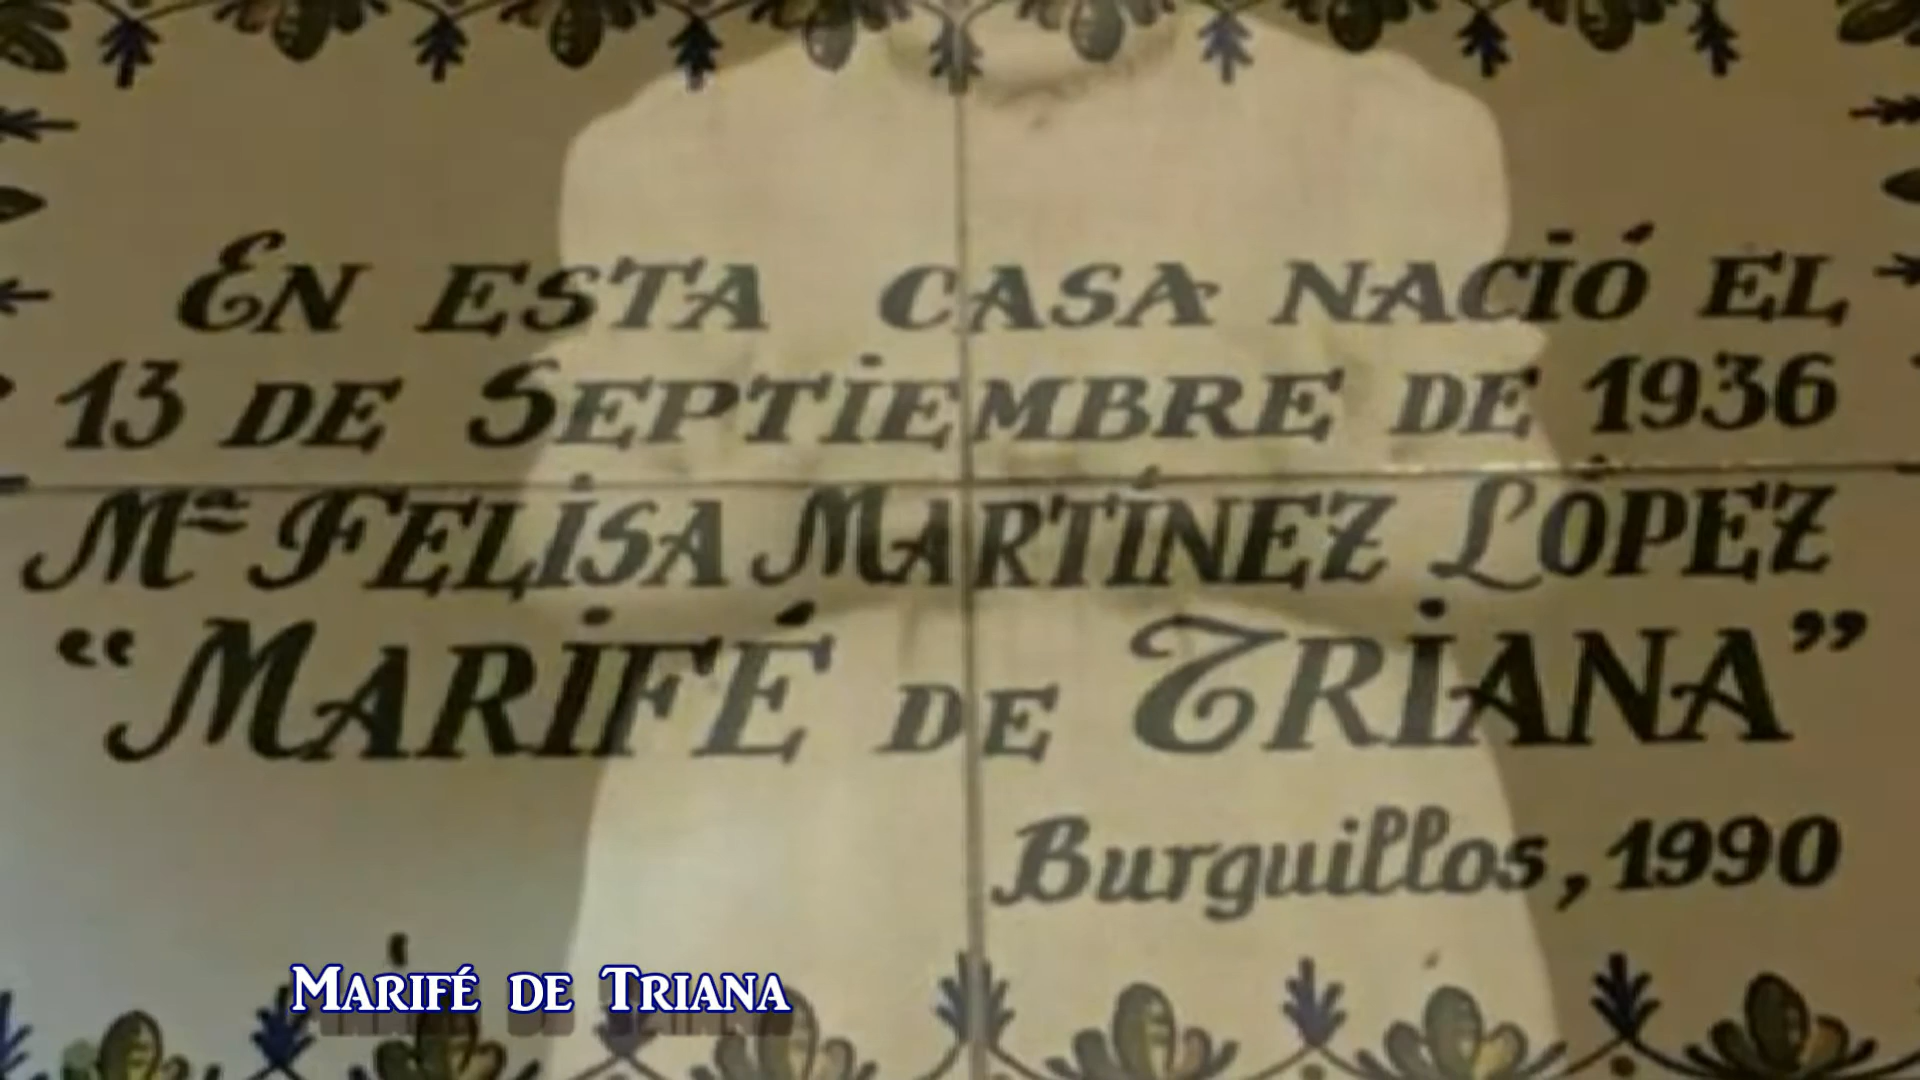 En esta casa nació el
13 de Septiembre de 1936
Mª Felisa Martínez López
"Marifé de Triana"
Burguillos, 1990
Marifé de Triana